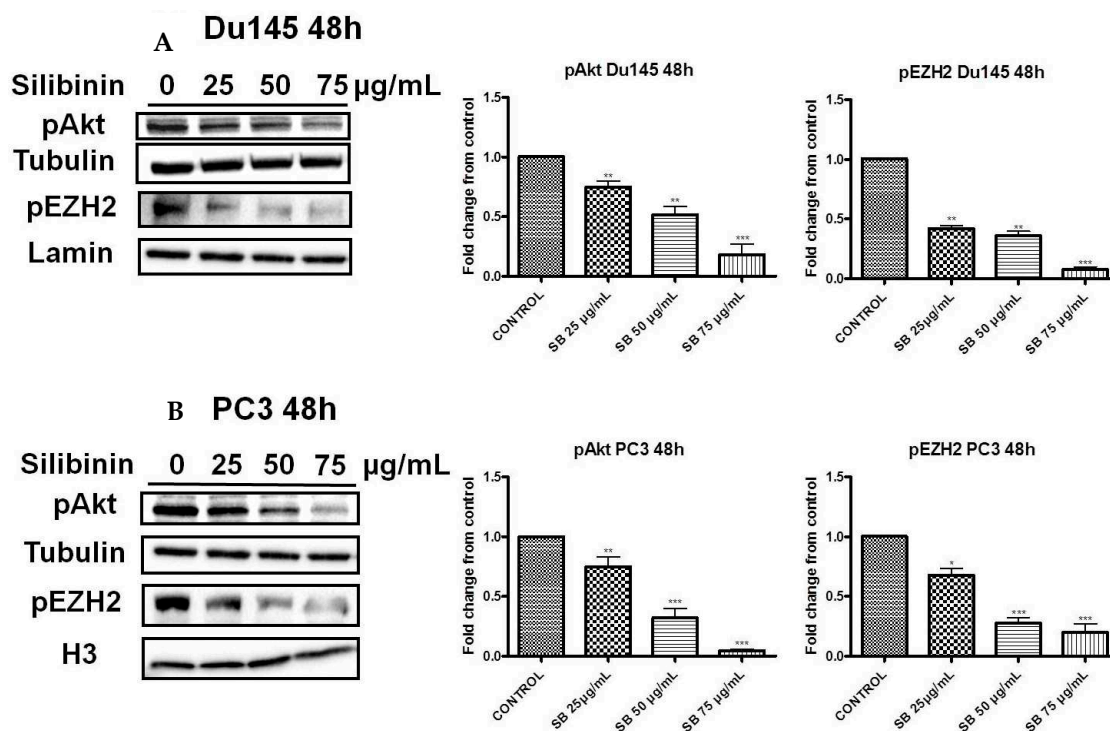 A Du145 48h
Silibinin 0 25 50 75 µg/mL
pAkt
Tubulin
pEZH2
Lamin
pAkt Du145 48h
Fold change from control
1.5
1.0
0.5
0.0
**
**
***
CONTROL
SB 25 µg/mL
SB 50 µg/mL
SB 75 µg/mL
pEZH2 Du145 48h
Fold change from control
1.5
1.0
0.5
0.0
**
**
***
CONTROL
SB 25µg/mL
SB 50 µg/mL
SB 75 µg/mL
B PC3 48h
Silibinin 0 25 50 75 µg/mL
pAkt
Tubulin
pEZH2
H3
pAkt PC3 48h
Fold change from control
1.5
1.0
0.5
0.0
**
***
***
CONTROL
SB 25µg/mL
SB 50 µg/mL
SB 75 µg/mL
pEZH2 PC3 48h
Fold change from control
1.5
1.0
0.5
0.0
*
***
***
CONTROL
SB 25µg/mL
SB 50 µg/mL
SB 75 µg/mL